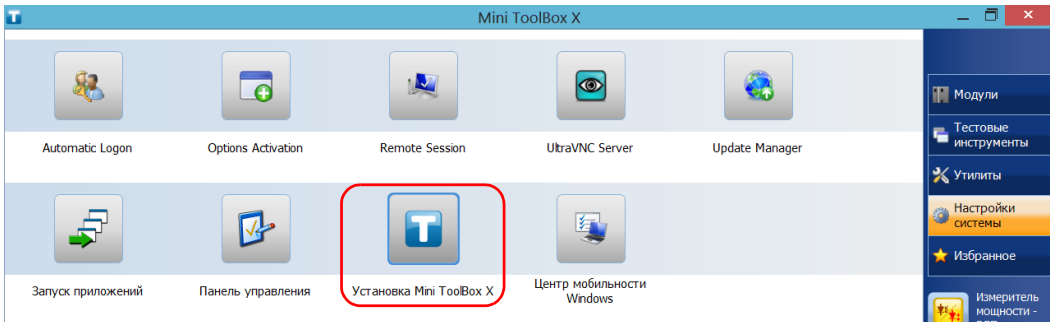 Mini ToolBox X
Automatic Logon
Options Activation
Remote Session
UltraVNC Server
Update Manager
Запуск приложений
Панель управления
Установка Mini ToolBox X
Центр мобильности
Windows
Модули
Тестовые
инструменты
Утилиты
Настройки
системы
Избранное
Измеритель
мощности -